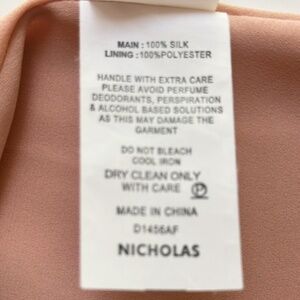 MAIN : 100% SILK
LINING : 100%POLYESTER
HANDLE WITH EXTRA CARE
PLEASE AVOID PERFUME
DEODORANTS, PERSPIRATION
& ALCOHOL BASED SOLUTIONS
AS THIS MAY DAMAGE THE
GARMENT
DO NOT BLEACH
COOL IRON
DRY CLEAN ONLY
WITH CARE Ⓟ
MADE IN CHINA
D1456AF
NICHOLAS